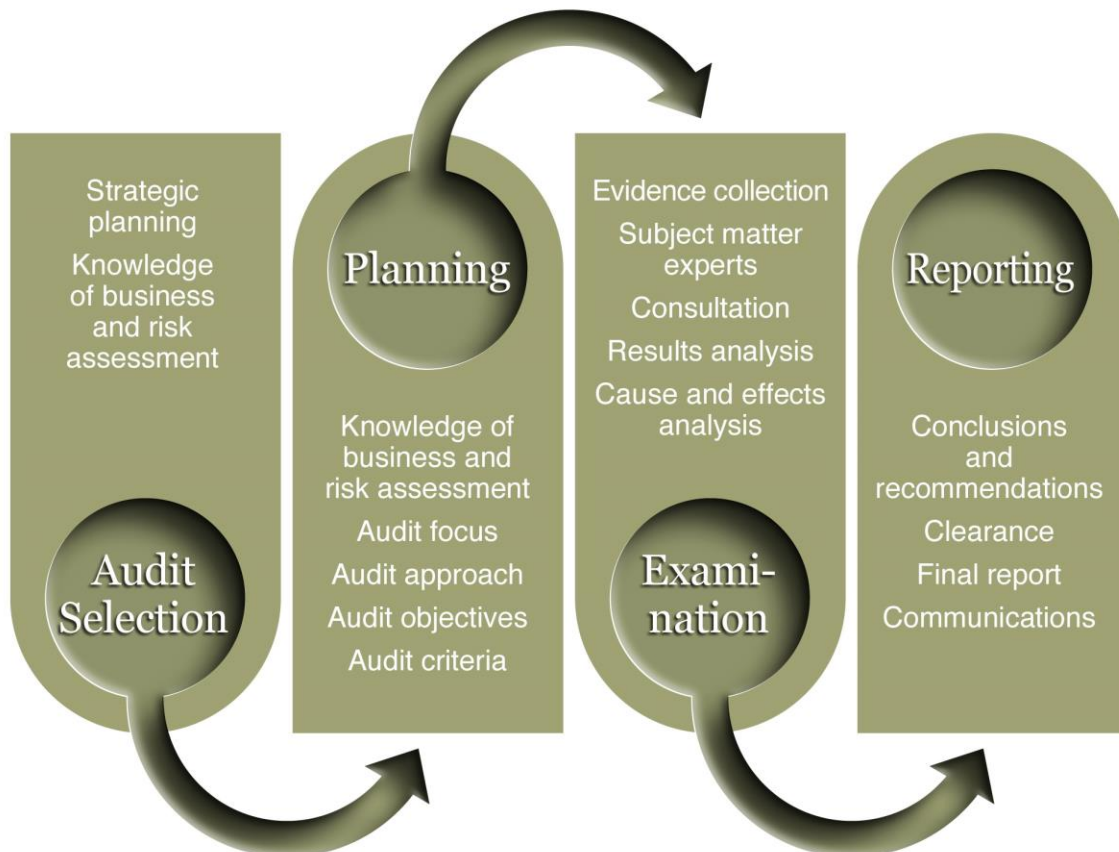 Strategic
planning
Knowledge
of business
and risk
assessment
Audit
Selection
Planning
Knowledge of
business and
risk assessment
Audit focus
Audit approach
Audit objectives
Audit criteria
Evidence collection
Subject matter
experts
Consultation
Results analysis
Cause and effects
analysis
Exami-
nation
Reporting
Conclusions
and
recommendations
Clearance
Final report
Communications